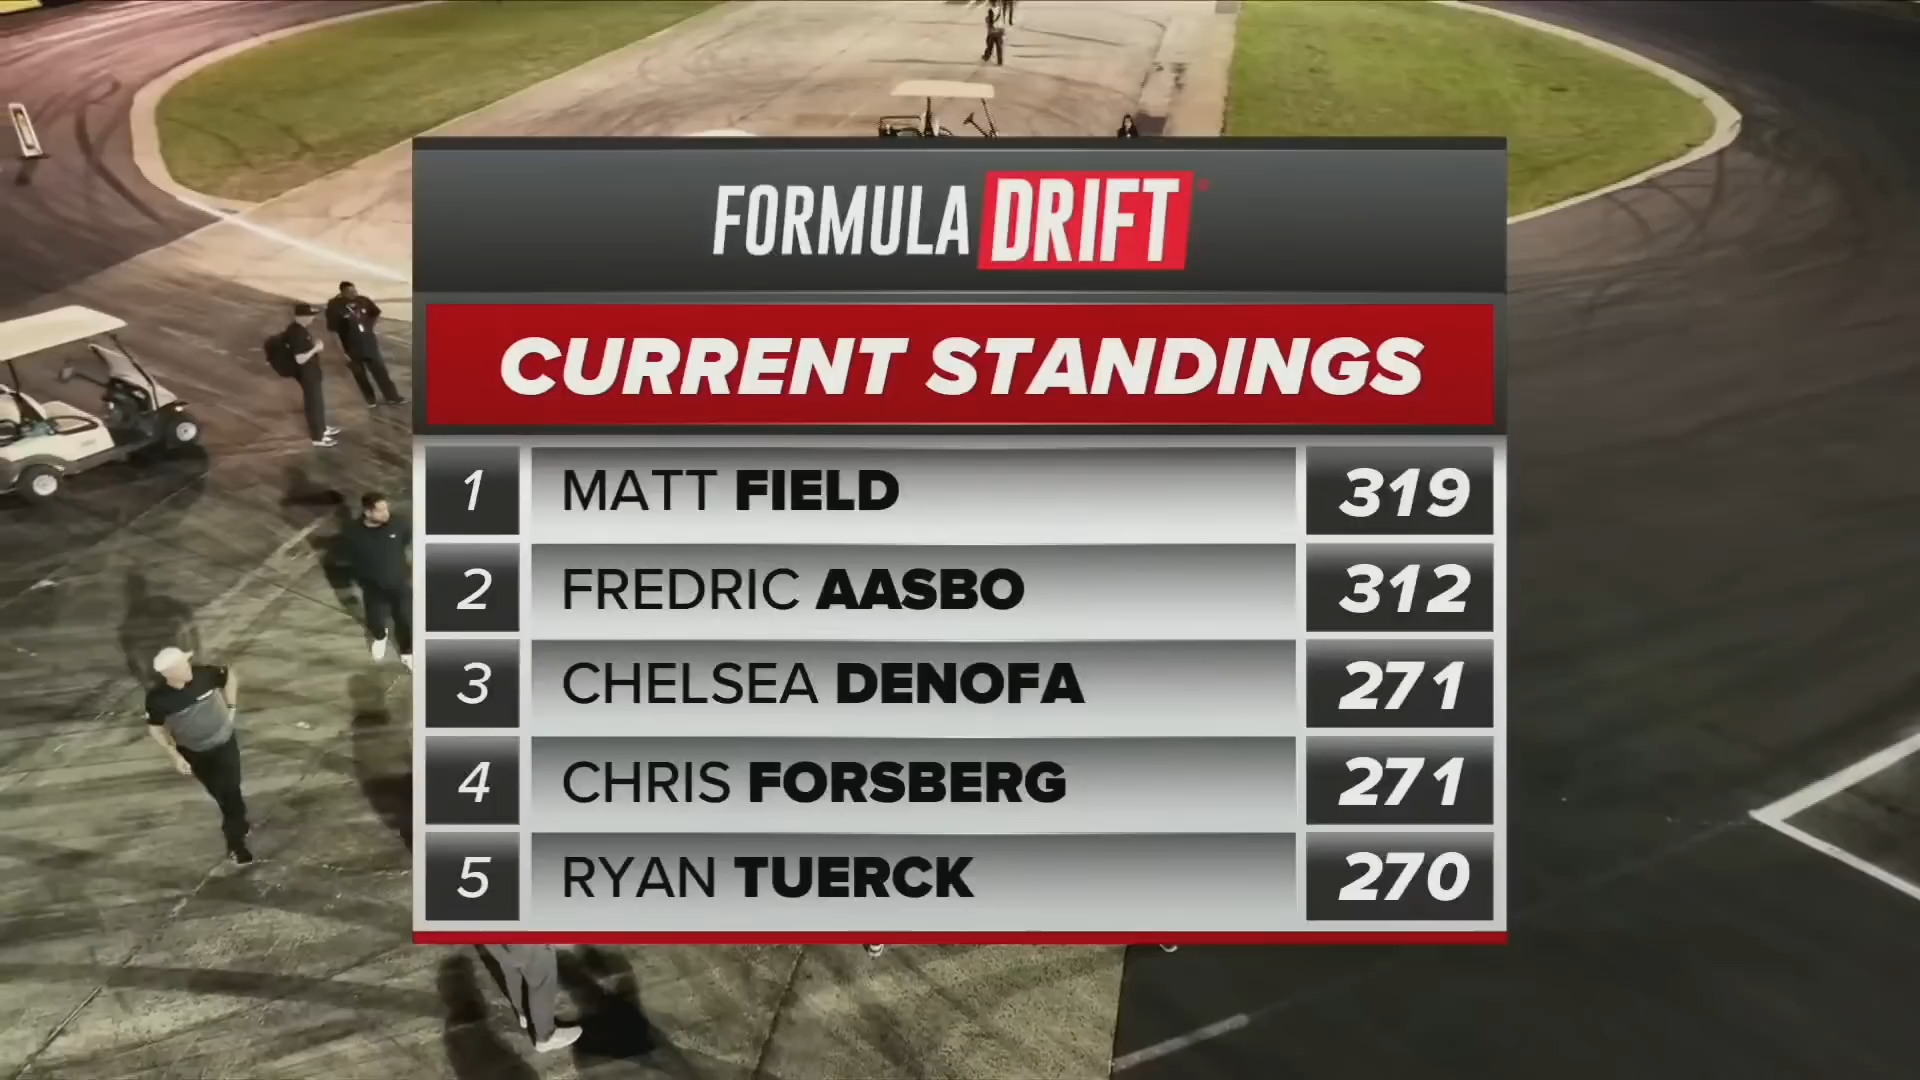 FORMULA DRIFT
CURRENT STANDINGS
1 MATT FIELD 319
2 FREDRIC AASBO 312
3 CHELSEA DENOFA 271
4 CHRIS FORSBERG 271
5 RYAN TUERCK 270